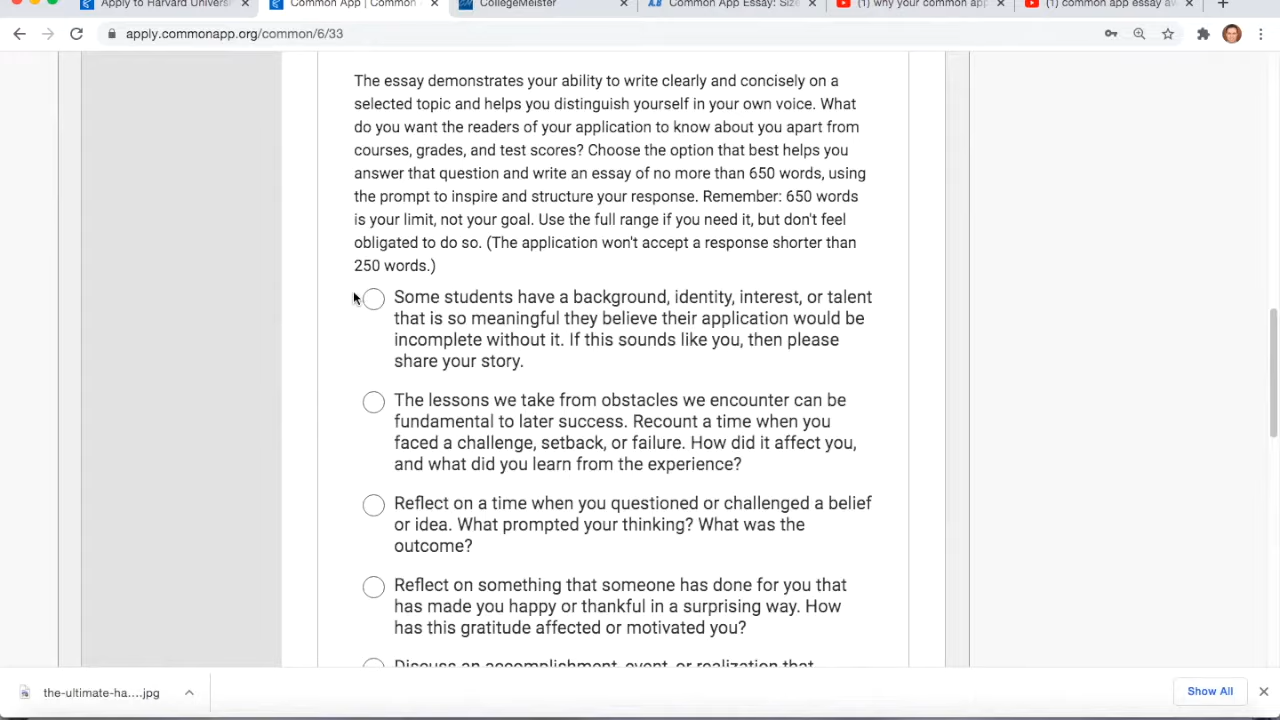 Apply to Harvard Univers
Common App | Common
CollegeMeister
Common App Essay: Size
(1) why your common app
(1) common app essay aw
apply.commonapp.org/common/6/33
The essay demonstrates your ability to write clearly and concisely on a
selected topic and helps you distinguish yourself in your own voice. What
do you want the readers of your application to know about you apart from
courses, grades, and test scores? Choose the option that best helps you
answer that question and write an essay of no more than 650 words, using
the prompt to inspire and structure your response. Remember: 650 words
is your limit, not your goal. Use the full range if you need it, but don't feel
obligated to do so. (The application won't accept a response shorter than
250 words.)
Some students have a background, identity, interest, or talent
that is so meaningful they believe their application would be
incomplete without it. If this sounds like you, then please
share your story.
The lessons we take from obstacles we encounter can be
fundamental to later success. Recount a time when you
faced a challenge, setback, or failure. How did it affect you,
and what did you learn from the experience?
Reflect on a time when you questioned or challenged a belief
or idea. What prompted your thinking? What was the
outcome?
Reflect on something that someone has done for you that
has made you happy or thankful in a surprising way. How
has this gratitude affected or motivated you?
Discuss an accomplishment, event, or realization that
the-ultimate-ha....jpg
Show All